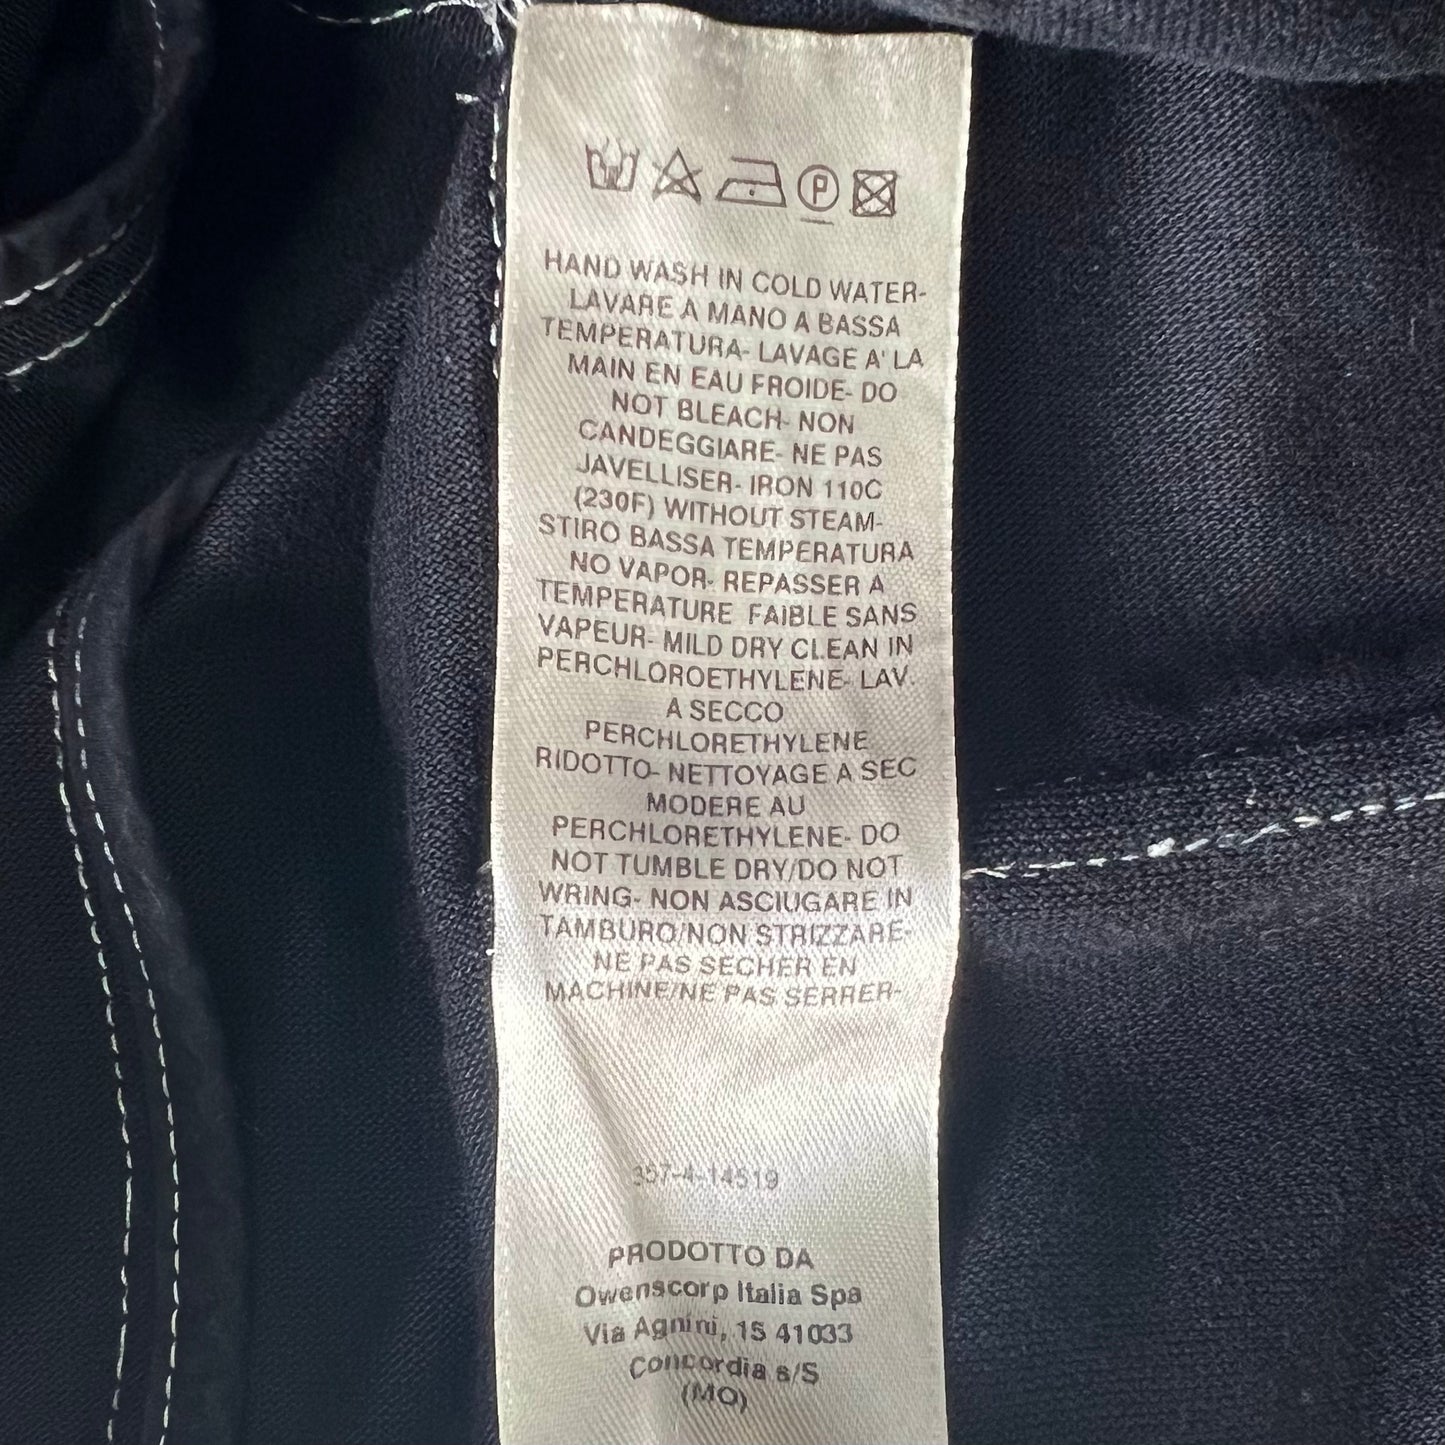 P
HAND WASH IN COLD WATER-
LAVARE A MANO A BASSA
TEMPERATURA- LAVAGE A' LA
MAIN EN EAU FROIDE- DO
NOT BLEACH- NON
CANDEGGIARE- NE PAS
JAVELLISER- IRON 110C
(230F) WITHOUT STEAM-
STIRO BASSA TEMPERATURA
NO VAPOR- REPASSER A
TEMPERATURE FAIBLE SANS
VAPEUR- MILD DRY CLEAN IN
PERCHLOROETHYLENE- LAV.
A SECCO
PERCHLORETHYLENE
RIDOTTO- NETTOYAGE A SEC
MODERE AU
PERCHLORETHYLENE- DO
NOT TUMBLE DRY/DO NOT
WRING- NON ASCIUGARE IN
TAMBURO/NON STRIZZARE-
NE PAS SECHER EN
MACHINE/NE PAS SERRER-
357-4-14519
PRODOTTO DA
Owenscorp Italia Spa
Via Agnini, 15 41033
Concordia s/S
(MO)